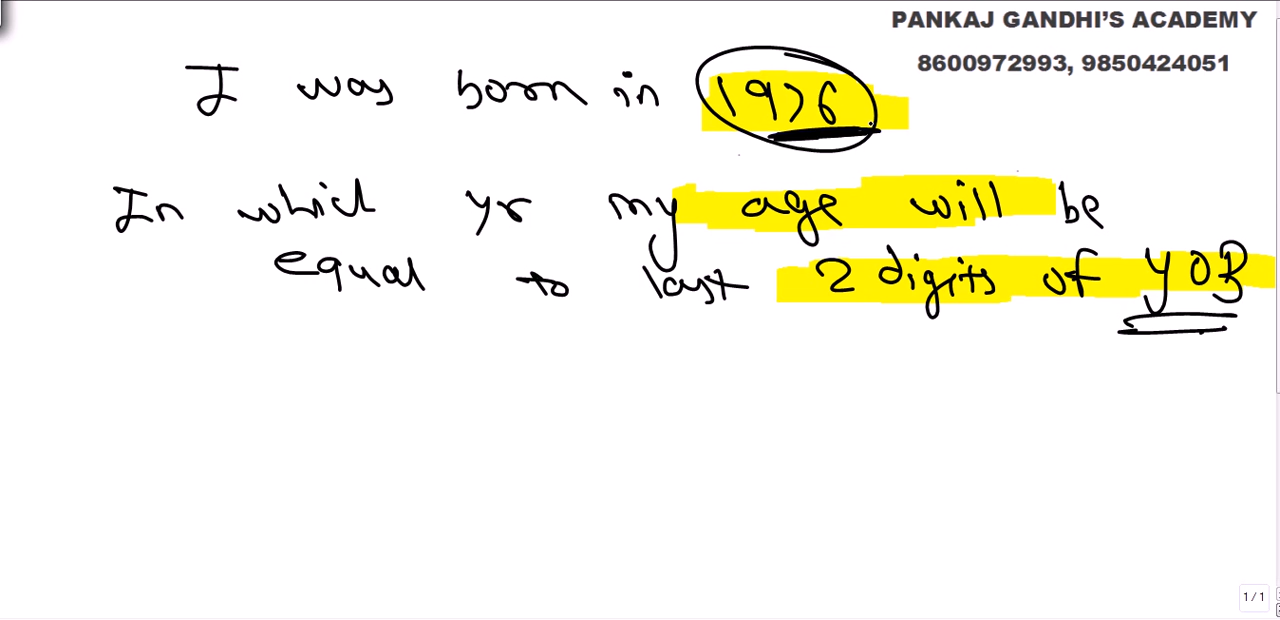 PANKAJ GANDHI'S ACADEMY
8600972993, 9850424051
I was born in 1976
In which yr my age will be
equal to last 2 digits of YOB
1 / 1